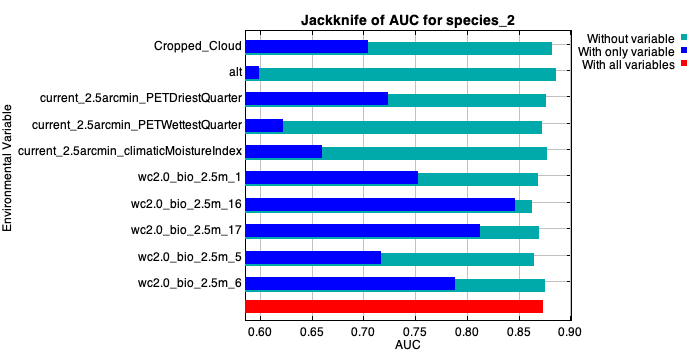 Jackknife of AUC for species_2
Without variable
With only variable
With all variables
Environmental Variable
Cropped_Cloud
alt
current_2.5arcmin_PETDriestQuarter
current_2.5arcmin_PETWettestQuarter
current_2.5arcmin_climaticMoistureIndex
wc2.0_bio_2.5m_1
wc2.0_bio_2.5m_16
wc2.0_bio_2.5m_17
wc2.0_bio_2.5m_5
wc2.0_bio_2.5m_6
0.60 0.65 0.70 0.75 0.80 0.85 0.90
AUC